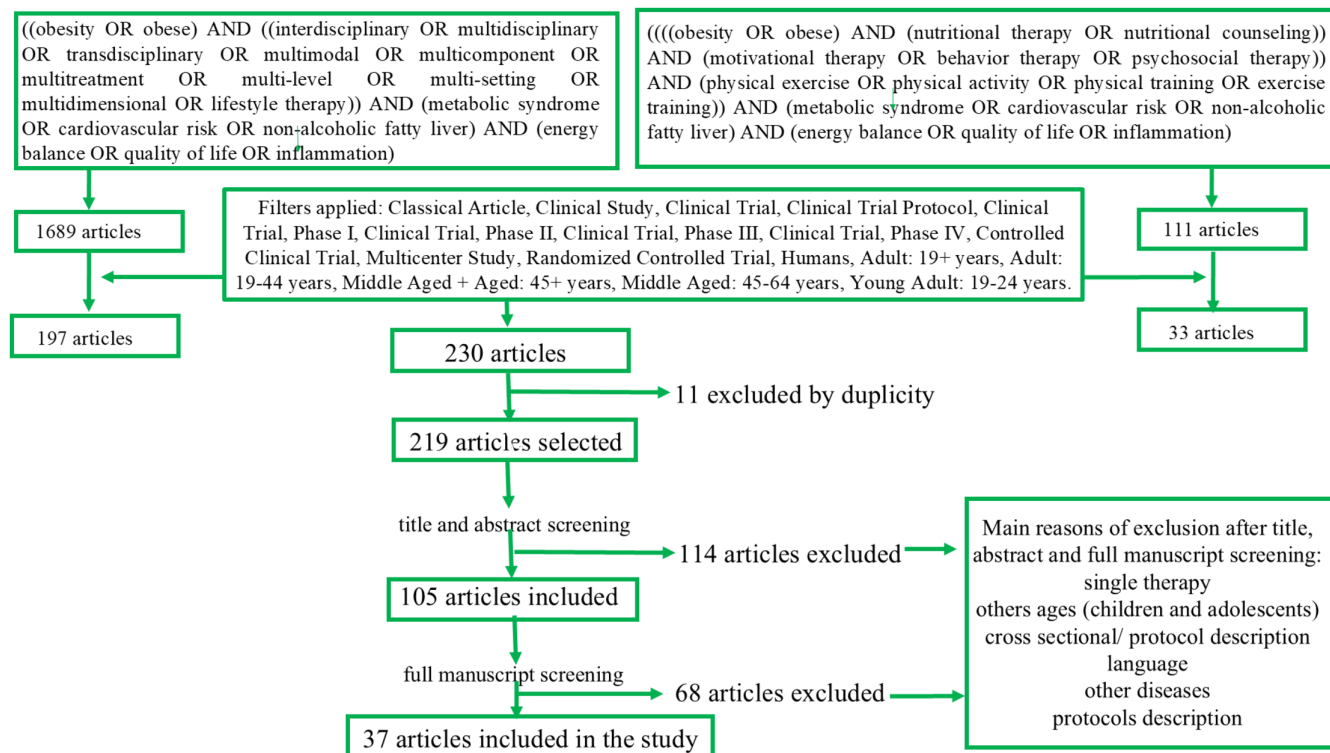 ((obesity OR obese) AND ((interdisciplinary OR multidisciplinary
OR transdisciplinary OR multimodal OR multicomponent OR
multitreatment OR multi-level OR multi-setting OR
multidimensional OR lifestyle therapy)) AND (metabolic syndrome
OR cardiovascular risk OR non-alcoholic fatty liver) AND (energy
balance OR quality of life OR inflammation)
((((obesity OR obese) AND (nutritional therapy OR nutritional counseling))
AND (motivational therapy OR behavior therapy OR psychosocial therapy))
AND (physical exercise OR physical activity OR physical training OR exercise
training)) AND (metabolic syndrome OR cardiovascular risk OR non-alcoholic
fatty liver) AND (energy balance OR quality of life OR inflammation)
1689 articles
Filters applied: Classical Article, Clinical Study, Clinical Trial, Clinical Trial Protocol, Clinical
Trial, Phase I, Clinical Trial, Phase II, Clinical Trial, Phase III, Clinical Trial, Phase IV, Controlled
Clinical Trial, Multicenter Study, Randomized Controlled Trial, Humans, Adult: 19+ years, Adult:
19-44 years, Middle Aged + Aged: 45+ years, Middle Aged: 45-64 years, Young Adult: 19-24 years.
111 articles
197 articles
33 articles
230 articles
11 excluded by duplicity
219 articles selected
title and abstract screening
114 articles excluded
105 articles included
full manuscript screening
68 articles excluded
37 articles included in the study
Main reasons of exclusion after title,
abstract and full manuscript screening:
single therapy
others ages (children and adolescents)
cross sectional/ protocol description
language
other diseases
protocols description